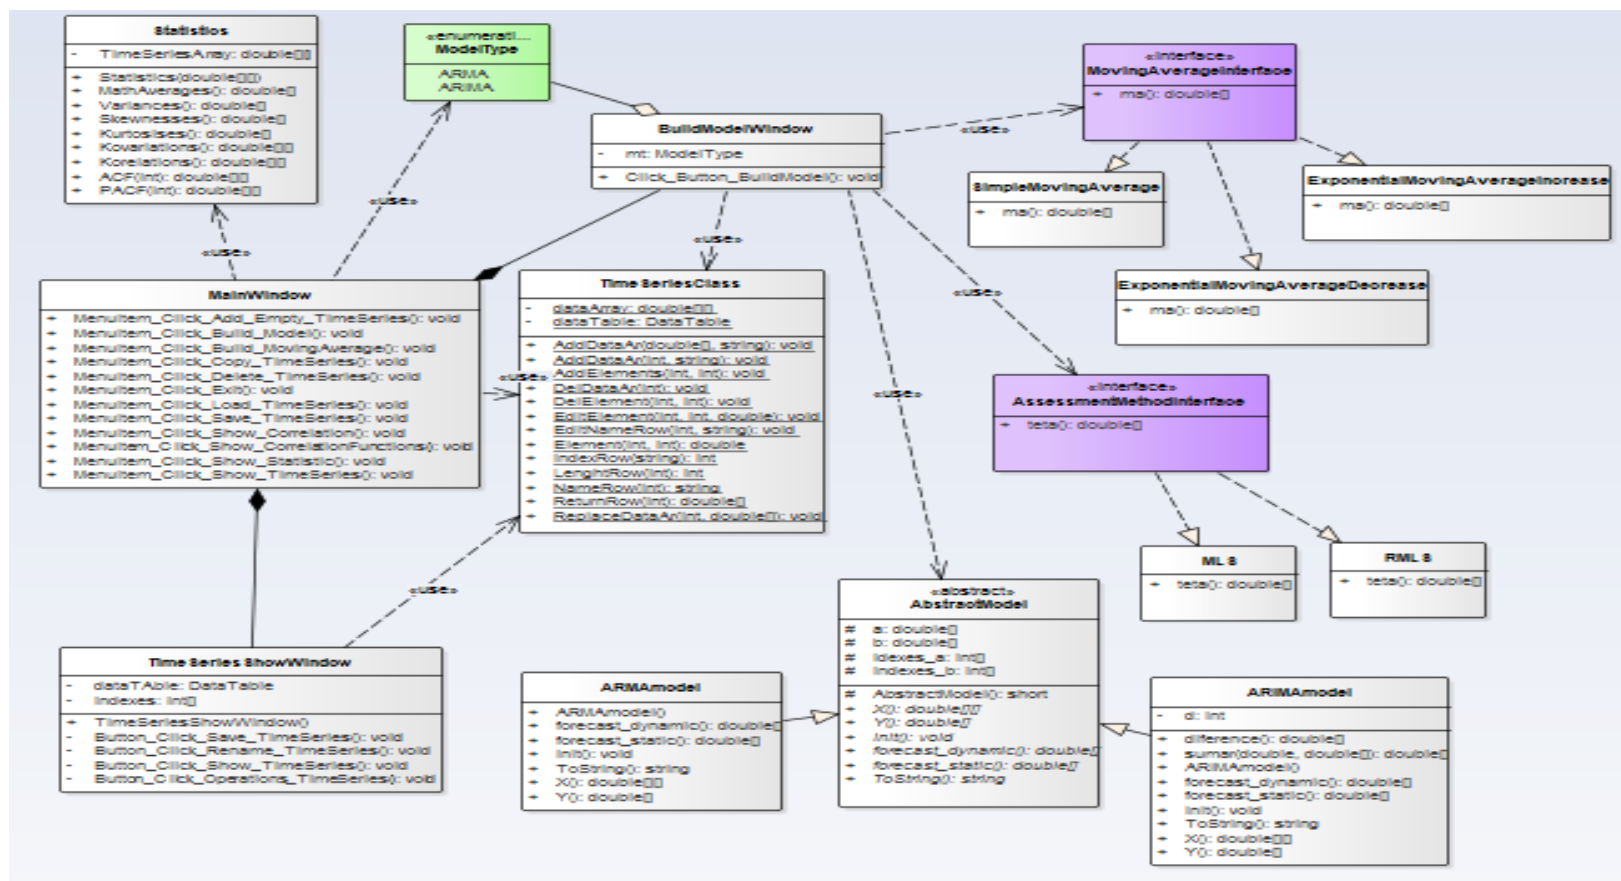 Statistics
- TimeSeriesArray: double[][]
+ Statistics(double[][])
+ MathAverages(): double[]
+ Variances(): double[]
+ Skewnesses(): double[]
+ Kurtosises(): double[]
+ Kovariations(): double[][]
+ Korelations(): double[][]
+ ACF(int): double[][]
+ PACF(int): double[][]
«enumerati...
ModelType
ARMA
ARIMA
BuildModelWindow
- mt: ModelType
+ Click_Button_BuildModel(): void
«interface»
MovingAverageInterface
+ ma(): double[]
«use»
SimpleMovingAverage
+ ma(): double[]
ExponentialMovingAverageIncrease
+ ma(): double[]
ExponentialMovingAverageDecrease
+ ma(): double[]
«use»
«use»
«use»
«use»
MainWindow
+ MenuItem_Click_Add_Empty_TimeSeries(): void
+ MenuItem_Click_Build_Model(): void
+ MenuItem_Click_Build_MovingAverage(): void
+ MenuItem_Click_Copy_TimeSeries(): void
+ MenuItem_Click_Delete_TimeSeries(): void
+ MenuItem_Click_Exit(): void
+ MenuItem_Click_Load_TimeSeries(): void
+ MenuItem_Click_Save_TimeSeries(): void
+ MenuItem_Click_Show_Correlation(): void
+ MenuItem_Click_Show_CorrelationFunctions(): void
+ MenuItem_Click_Show_Statistic(): void
+ MenuItem_Click_Show_TimeSeries(): void
«use»
TimeSeriesClass
- dataArray: double[][]
- dataTable: DataTable
+ AddDataAr(double[], string): void
+ AddDataAr(int, string): void
+ AddElements(int, int): void
+ DelDataAr(int): void
+ DelElement(int, int): void
+ EditElement(int, int, double): void
+ EditNameRow(int, string): void
+ Element(int, int): double
+ IndexRow(string): int
+ LenghtRow(int): int
+ NameRow(int): string
+ ReturnRow(int): double[]
+ ReplaceDataAr(int, double[]): void
«use»
«interface»
AssessmentMethodInterface
+ teta(): double[]
MLS
+ teta(): double[]
RMLS
+ teta(): double[]
«use»
TimeSeriesShowWindow
- dataTAble: DataTable
- indexes: int[]
+ TimeSeriesShowWindow()
- Button_Click_Save_TimeSeries(): void
- Button_Click_Rename_TimeSeries(): void
- Button_Click_Show_TimeSeries(): void
- Button_Click_Operations_TimeSeries(): void
ARMAmodel
+ ARMAmodel()
+ forecast_dynamic(): double[]
+ forecast_static(): double[]
+ init(): void
+ ToString(): string
+ X(): double[][]
+ Y(): double[]
«abstract»
AbstractModel
# a: double[]
# b: double[]
# idexes_a: int[]
# indexes_b: int[]
# AbstractModel(): short
+ X(): double[][]
+ Y(): double[]
+ init(): void
+ forecast_dynamic(): double[]
+ forecast_static(): double[]
+ ToString(): string
ARIMAmodel
- d: int
+ diference(): double[]
+ sumar(double, double[]): double[]
+ ARIMAmodel()
+ forecast_dynamic(): double[]
+ forecast_static(): double[]
+ init(): void
+ ToString(): string
+ X(): double[][]
+ Y(): double[]